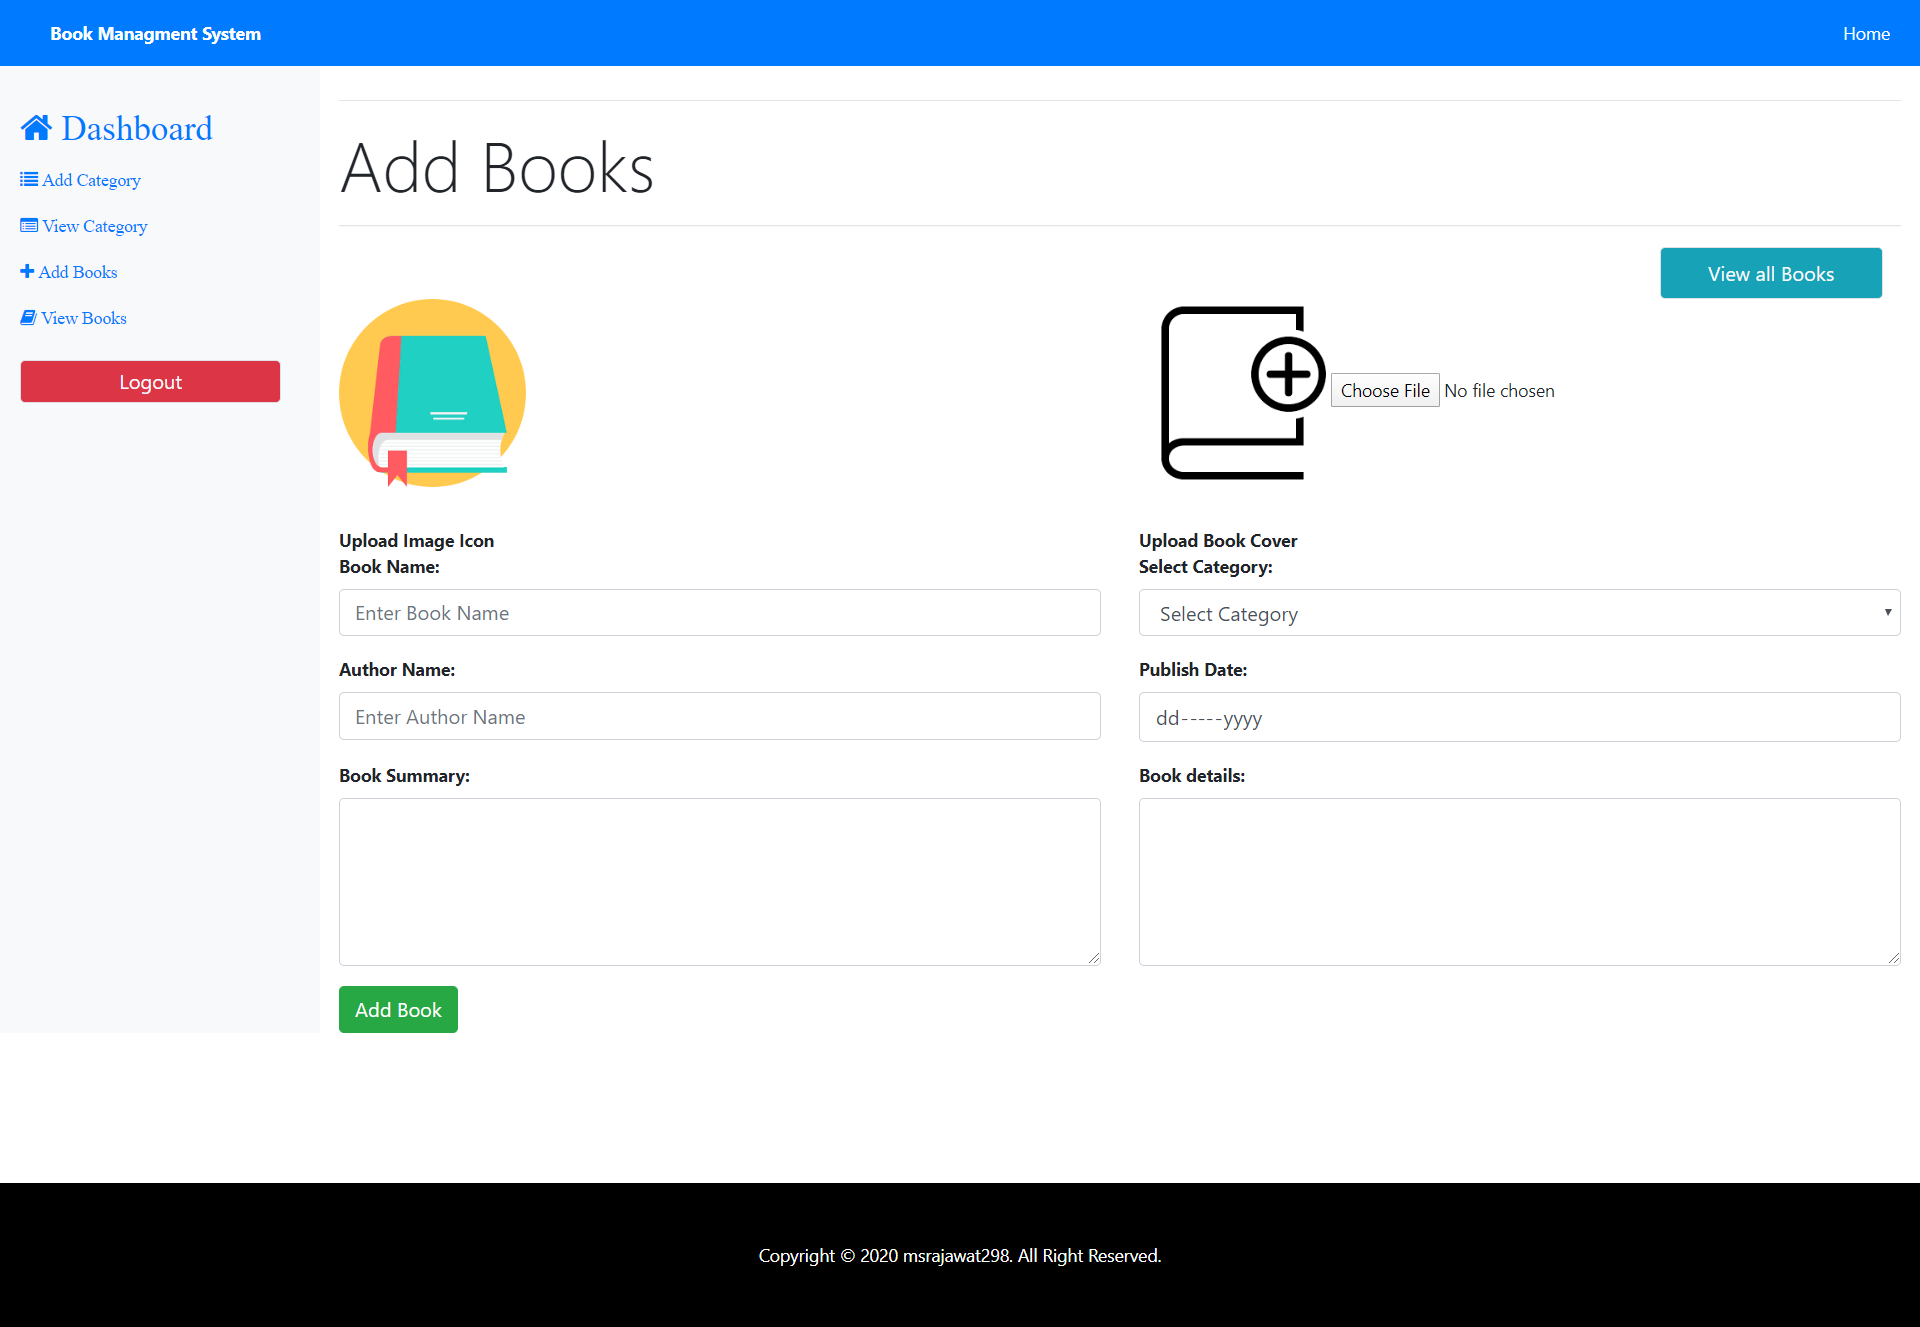 Book Managment System
Home
Dashboard
Add Category
View Category
Add Books
View Books
Logout
Add Books
View all Books
Choose File No file chosen
Upload Image Icon
Upload Book Cover
Book Name:
Select Category:
Enter Book Name
Select Category
Author Name:
Publish Date:
Enter Author Name
dd-----yyyy
Book Summary:
Book details:
Add Book
Copyright © 2020 msrajawat298. All Right Reserved.